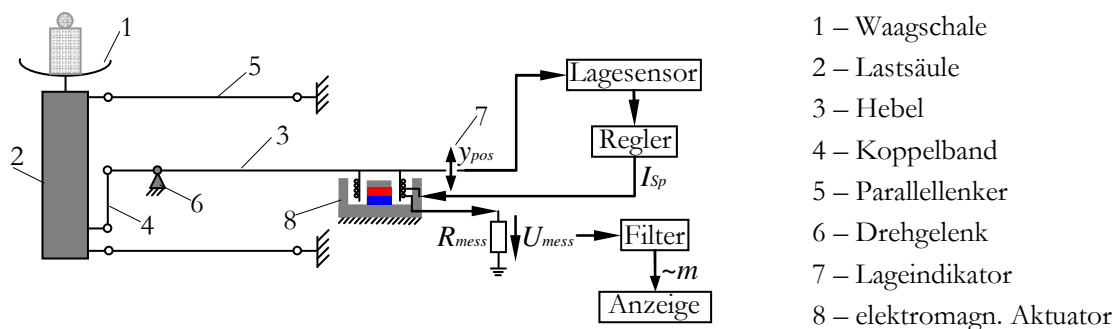 1
5
Lagesensor
7
3
y_pos
Regler
2
I_Sp
6
4
8
R_mess
U_mess
Filter
~m
Anzeige
1 – Waagschale
2 – Lastsäule
3 – Hebel
4 – Koppelband
5 – Parallellenker
6 – Drehgelenk
7 – Lageindikator
8 – elektromagn. Aktuator